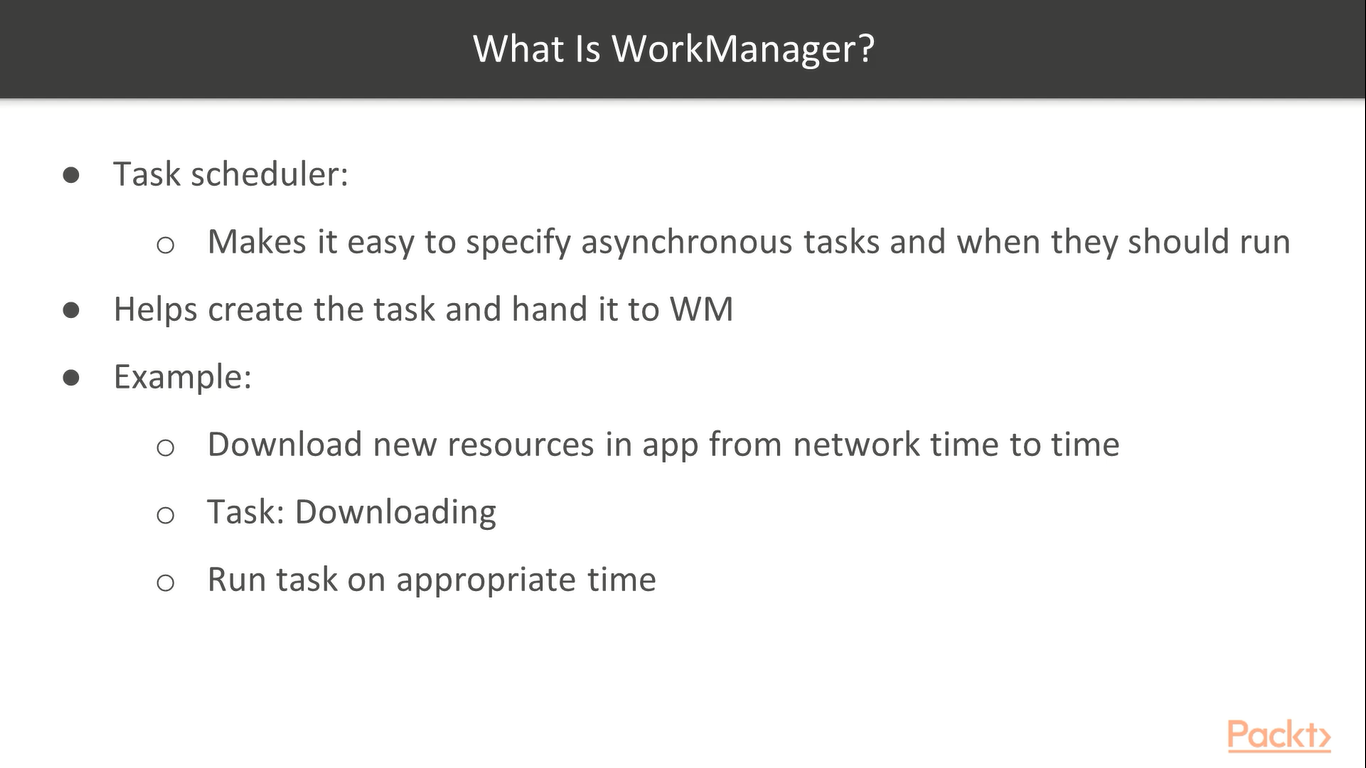 What Is WorkManager?
● Task scheduler:
○ Makes it easy to specify asynchronous tasks and when they should run
● Helps create the task and hand it to WM
● Example:
○ Download new resources in app from network time to time
○ Task: Downloading
○ Run task on appropriate time
Packt>